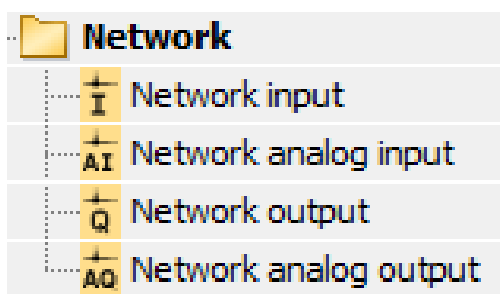 Network
I Network input
AI Network analog input
Q Network output
AQ Network analog output